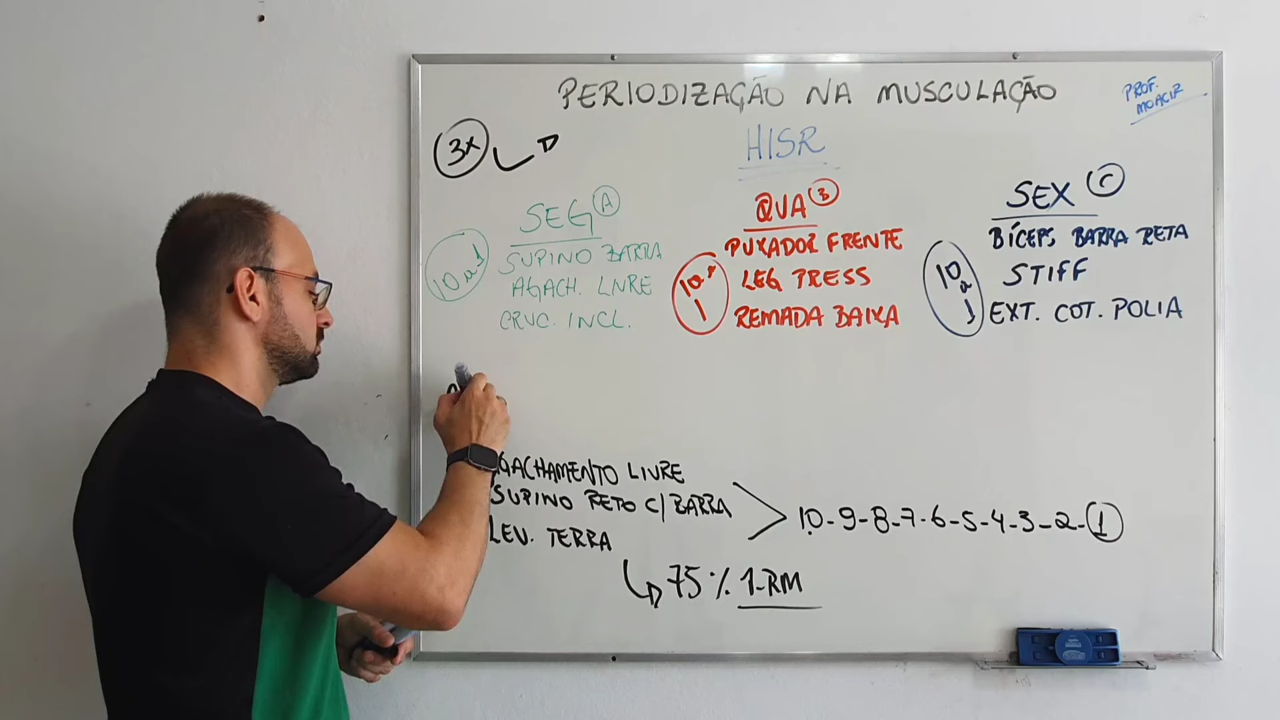 PERIODIZAÇÃO NA MUSCULAÇÃO
PROF.
MOACIR
3X
HISR
SEG A
10 a 1
SUPINO BARRA
AGACH. LIVRE
CRUC. INCL.
QUA B
10 a
1
PUXADOR FRENTE
LEG PRESS
REMADA BAIXA
SEX C
10
a
1
BÍCEPS BARRA RETA
STIFF
EXT. COT. POLIA
AGACHAMENTO LIVRE
SUPINO RETO C/ BARRA
LEV. TERRA
10-9-8-7-6-5-4-3-2-1
75% 1-RM